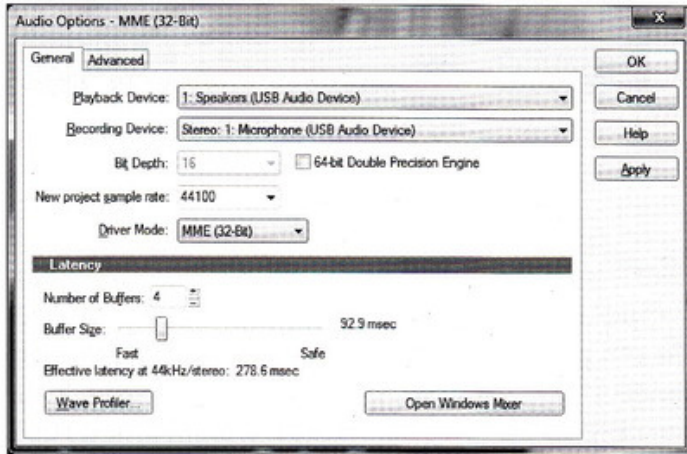 Audio Options - MME (32-Bit)
General Advanced
OK
Playback Device: 1: Speakers (USB Audio Device)
Cancel
Recording Device: Stereo: 1: Microphone (USB Audio Device)
Help
Bit Depth: 16 64-bit Double Precision Engine
Apply
New project sample rate: 44100
Driver Mode: MME (32-Bit)
Latency
Number of Buffers: 4
Buffer Size: 92.9 msec
Fast Safe
Effective latency at 44kHz/stereo: 278.6 msec
Wave Profiler... Open Windows Mixer